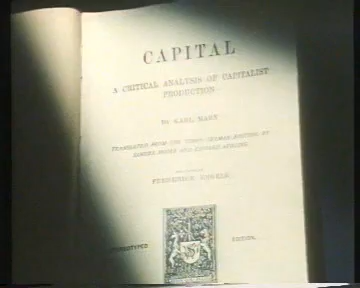 CAPITAL
A CRITICAL ANALYSIS OF CAPITALIST
PRODUCTION
BY KARL MARX
TRANSLATED FROM THE THIRD GERMAN EDITION BY
SAMUEL MOORE AND EDWARD AVELING
FREDERICK ENGELS
STEREOTYPED EDITION.